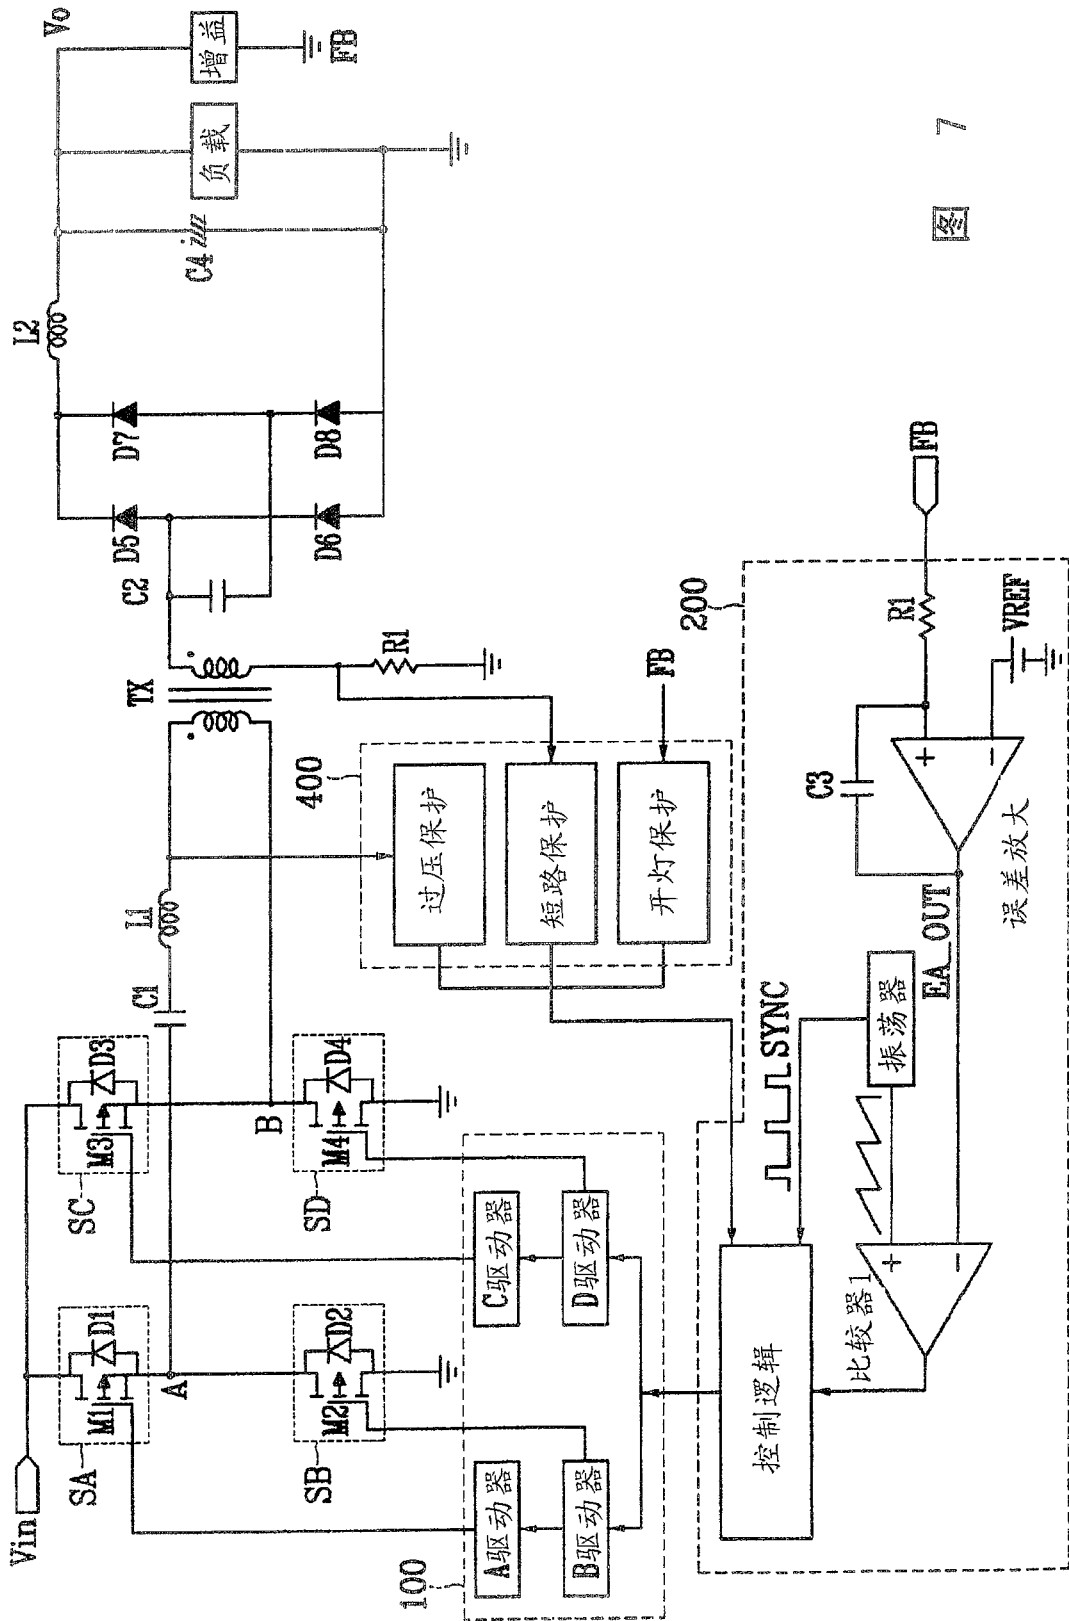 Vin
SA
M1
D1
A
SB
M2
D2
SC
M3
D3
B
SD
M4
D4
C1
L1
TX
R1
C2
D5
D6
D7
D8
L2
C4
负载
增益
Vo
FB
100
A驱动器
B驱动器
C驱动器
D驱动器
400
过压保护
短路保护
开灯保护
FB
200
控制逻辑
SYNC
比较器1
+
−
振荡器
EA_OUT
误差放大
+
−
C3
R1
VREF
FB
图 7